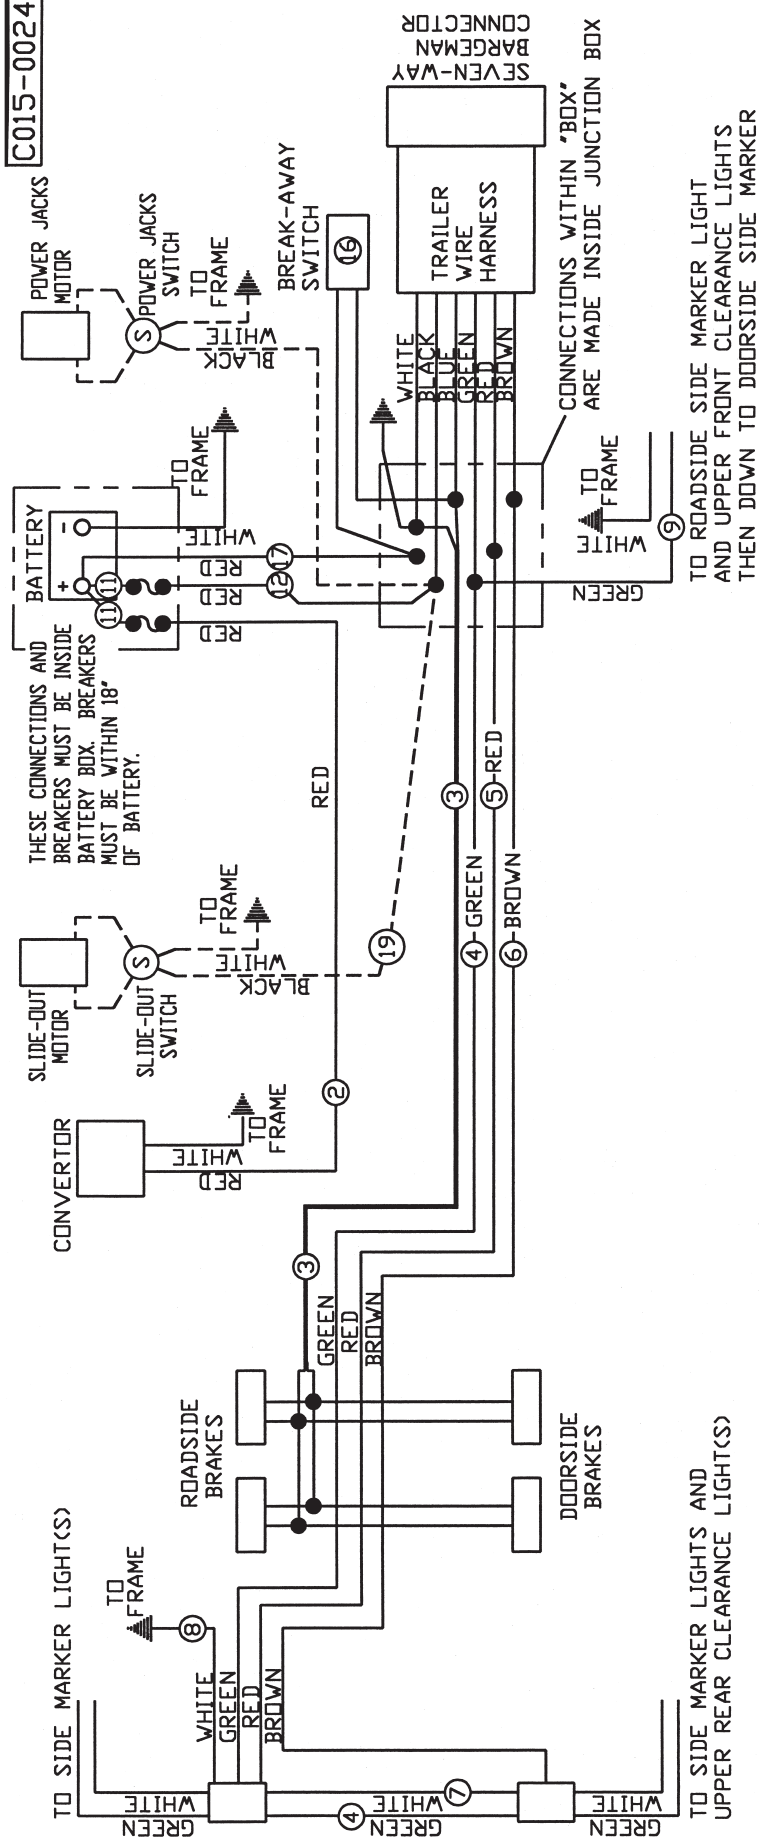 C015-0024
POWER JACKS
MOTOR
POWER JACKS
SWITCH
S
TO
FRAME
WHITE
BLACK
BREAK-AWAY
SWITCH
16
SEVEN-WAY
BARGEMAN
CONNECTOR
TRAILER
WIRE
HARNESS
WHITE
BLACK
BLUE
GREEN
RED
BROWN
CONNECTIONS WITHIN "BOX"
ARE MADE INSIDE JUNCTION BOX
BATTERY
-
+
11
11
TO
FRAME
WHITE
RED
17
RED
12
RED
THESE CONNECTIONS AND
BREAKERS MUST BE INSIDE
BATTERY BOX. BREAKERS
MUST BE WITHIN 18"
OF BATTERY.
TO
FRAME
WHITE
GREEN
9
TO ROADSIDE SIDE MARKER LIGHT
AND UPPER FRONT CLEARANCE LIGHTS
THEN DOWN TO DOORSIDE SIDE MARKER
RED
3
5
RED
4
GREEN
6
BROWN
SLIDE-OUT
MOTOR
SLIDE-OUT
SWITCH
S
TO
FRAME
WHITE
BLACK
19
2
CONVERTOR
TO
FRAME
WHITE
RED
3
GREEN
RED
BROWN
ROADSIDE
BRAKES
DOORSIDE
BRAKES
TO SIDE MARKER LIGHT(S)
TO
FRAME
8
WHITE
GREEN
RED
BROWN
WHITE
GREEN
7
WHITE
4
GREEN
WHITE
GREEN
TO SIDE MARKER LIGHTS AND
UPPER REAR CLEARANCE LIGHT(S)